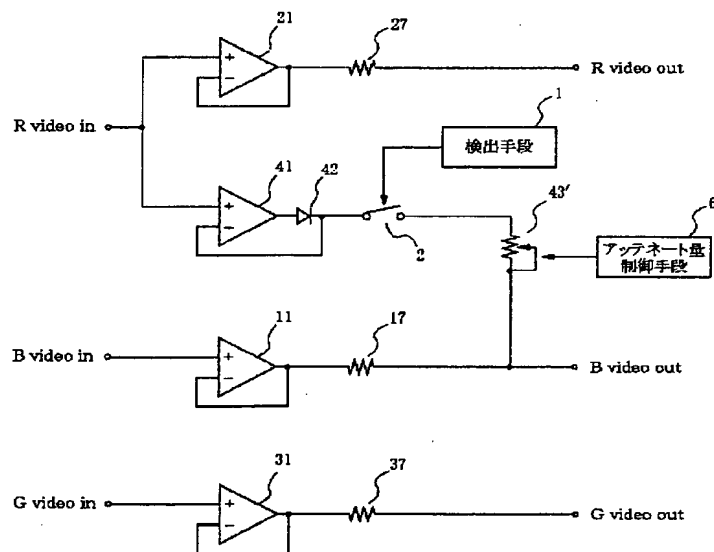 21
27
R video out
1
検出手段
R video in
41
42
2
43′
6
アッテネート量
制御手段
11
17
B video in
B video out
31
37
G video in
G video out